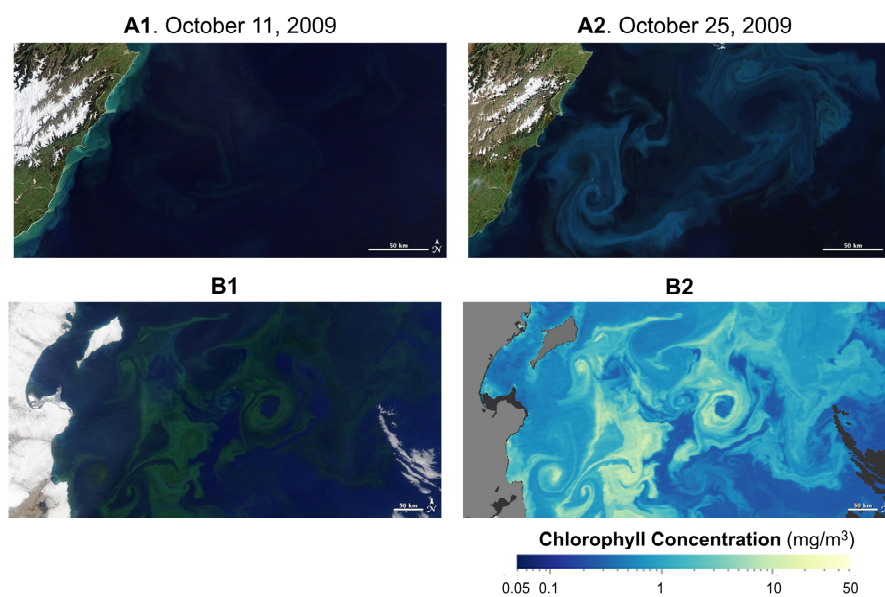 A1. October 11, 2009
A2. October 25, 2009
50 km
N
50 km
N
B1
B2
50 km
N
50 km
N
Chlorophyll Concentration (mg/m³)
0.05 0.1 1 10 50